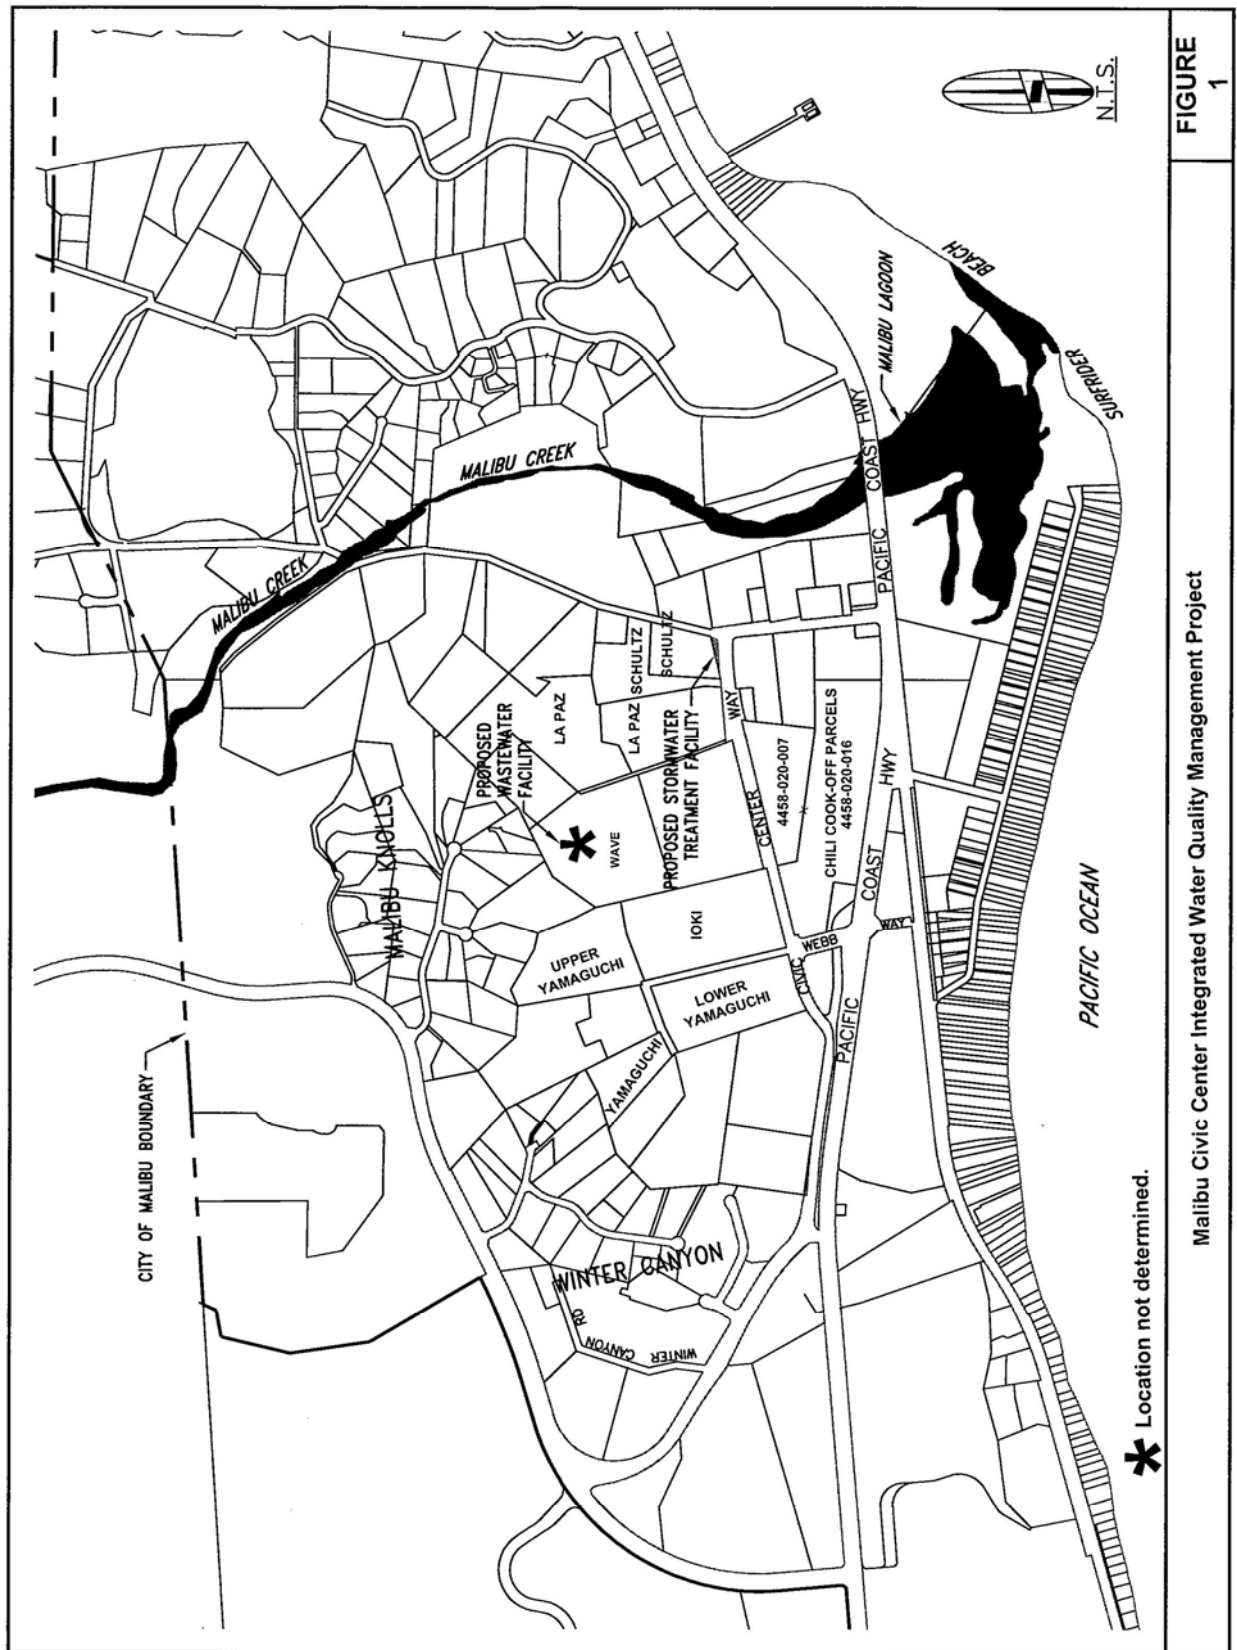 CITY OF MALIBU BOUNDARY
MALIBU CREEK
MALIBU CREEK
MALIBU KNOLLS
PROPOSED
WASTEWATER
FACILITY
LA PAZ
LA PAZ
SCHULTZ
SCHULTZ
WAVE
PROPOSED STORMWATER
TREATMENT FACILITY
UPPER
YAMAGUCHI
IOKI
LOWER
YAMAGUCHI
YAMAGUCHI
WINTER CANYON
WINTER CANYON RD
CIVIC CENTER WAY
WEBB WAY
4458-020-007
CHILI COOK-OFF PARCELS
4458-020-016
PACIFIC COAST HWY
PACIFIC COAST HWY
MALIBU LAGOON
SURFRIDER BEACH
PACIFIC OCEAN
N.T.S.
* Location not determined.
Malibu Civic Center Integrated Water Quality Management Project
FIGURE
1